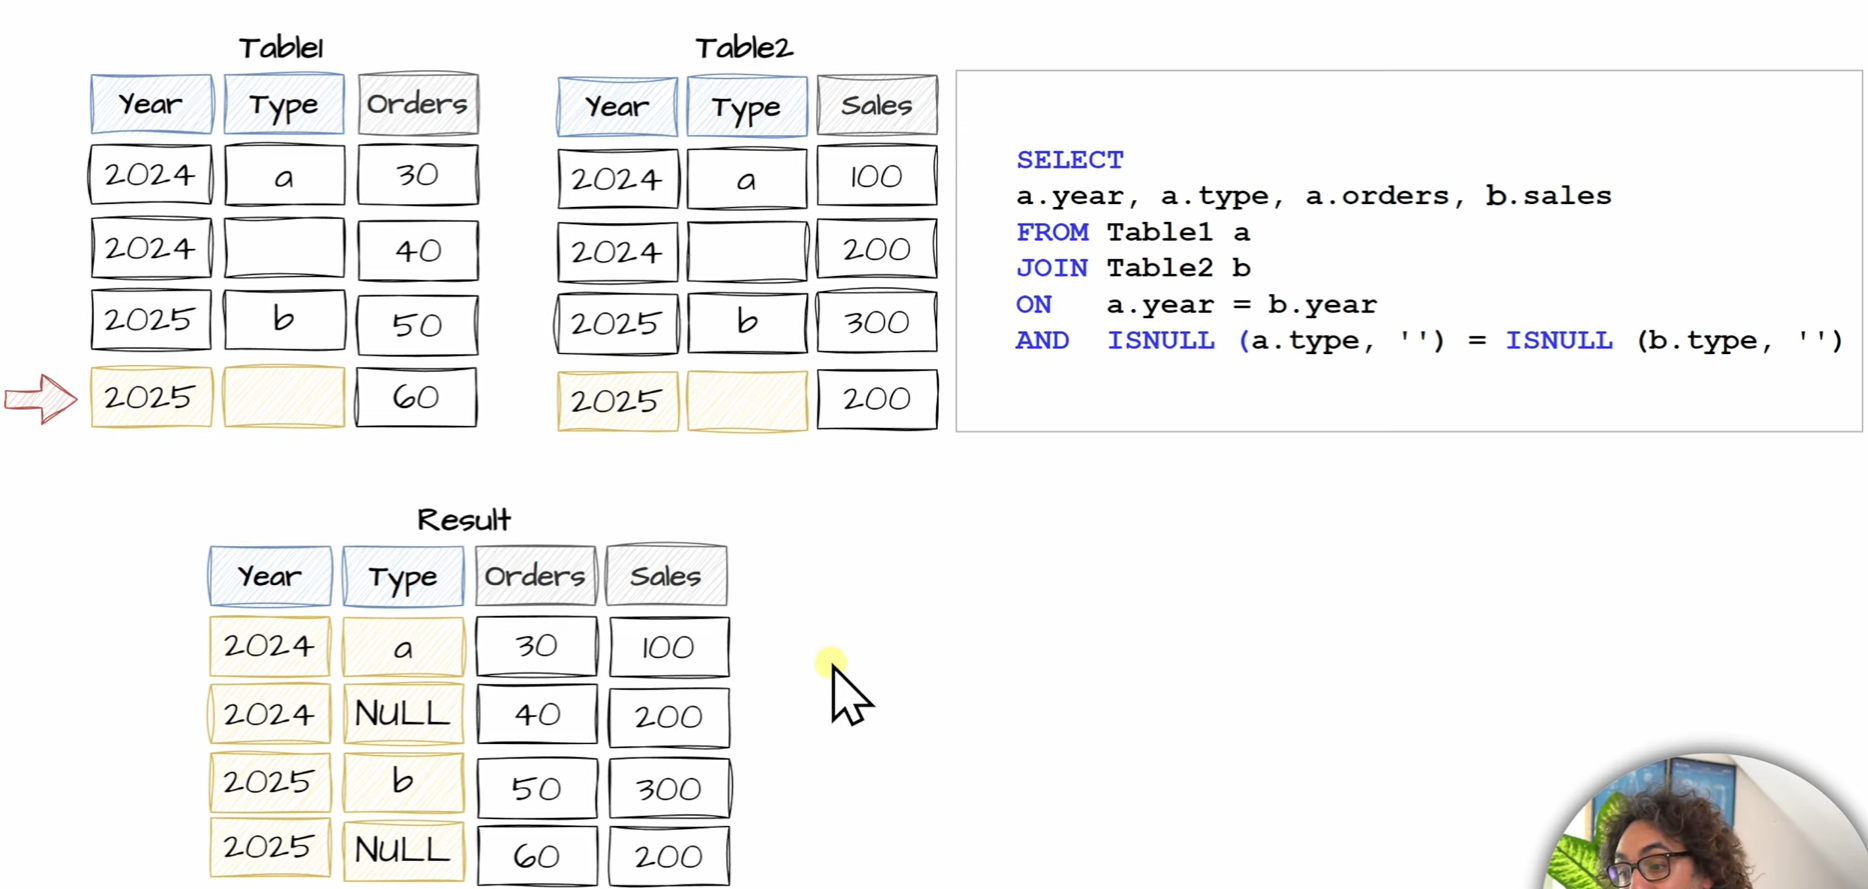 Table1
Year Type Orders
2024 a 30
2024 40
2025 b 50
2025 60
Table2
Year Type Sales
2024 a 100
2024 200
2025 b 300
2025 200
SELECT
a.year, a.type, a.orders, b.sales
FROM Table1 a
JOIN Table2 b
ON a.year = b.year
AND ISNULL (a.type, '') = ISNULL (b.type, '')
Result
Year Type Orders Sales
2024 a 30 100
2024 NULL 40 200
2025 b 50 300
2025 NULL 60 200